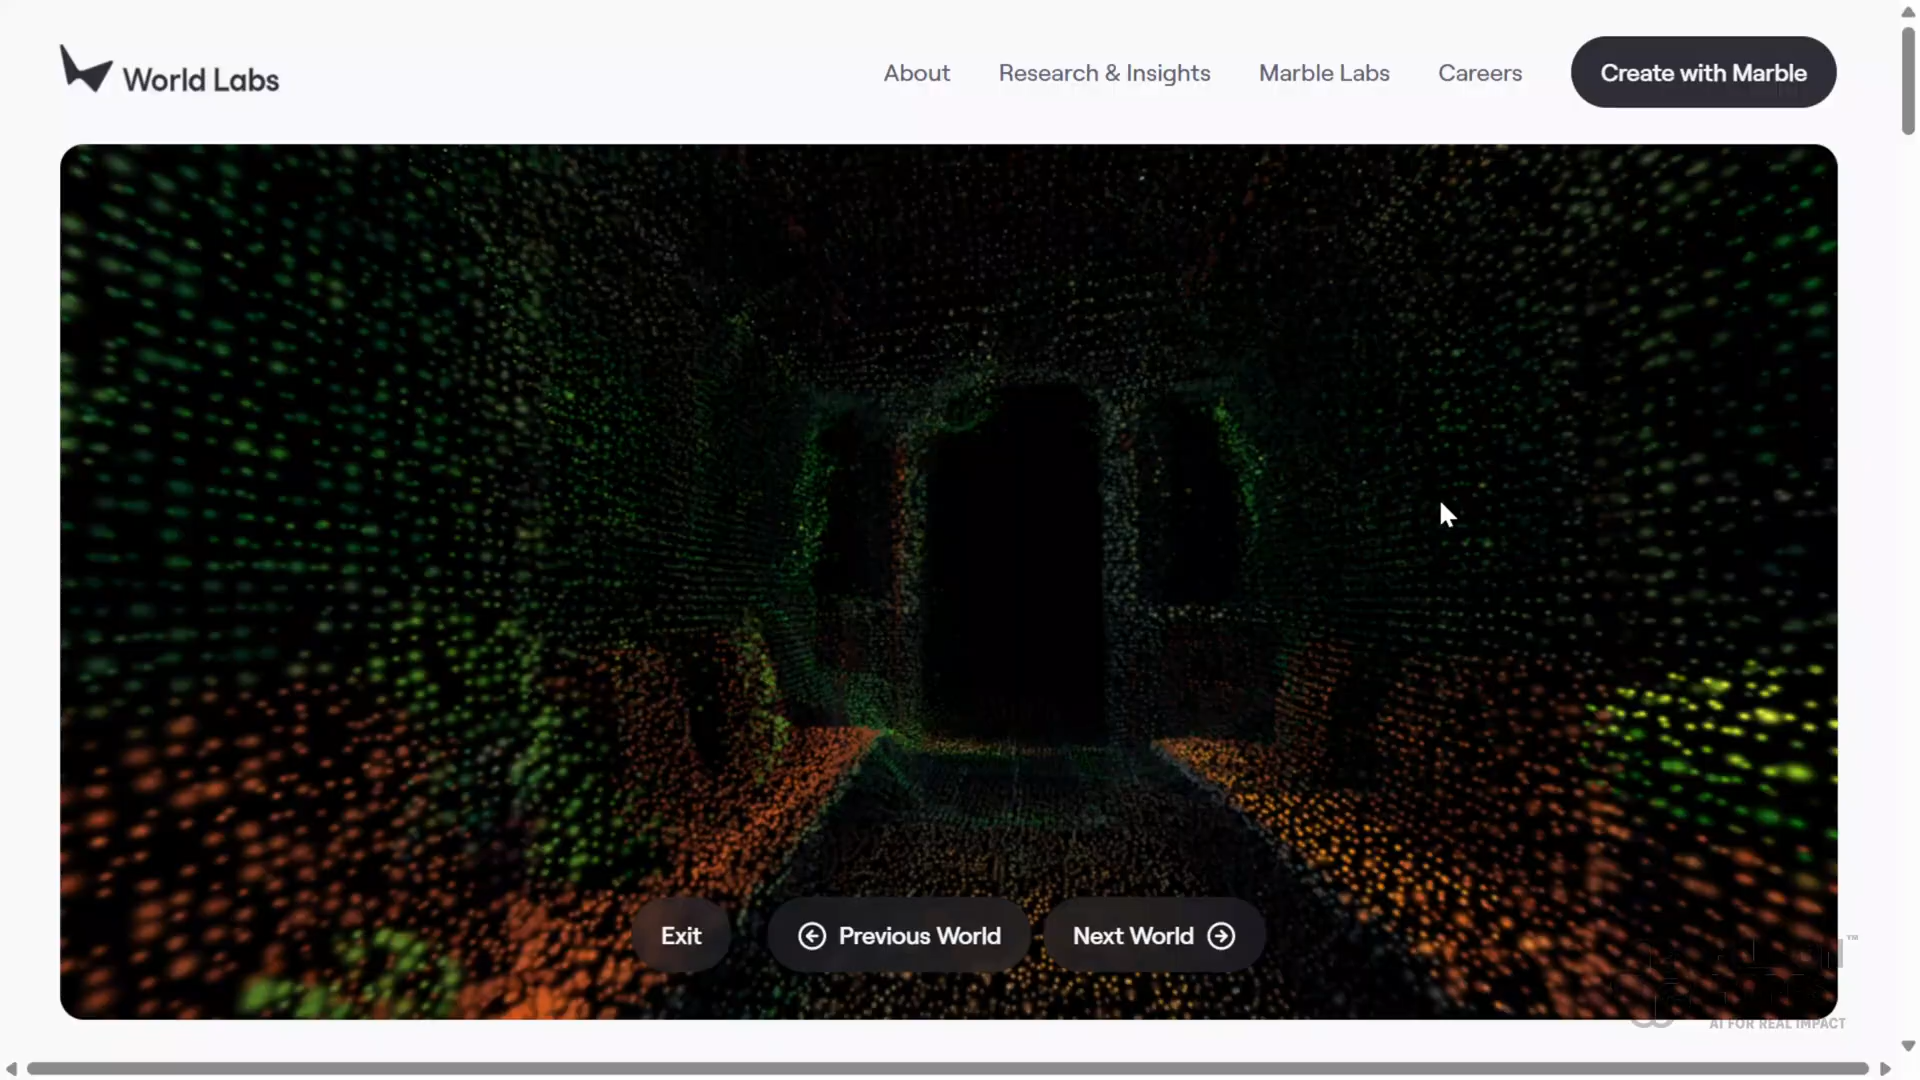 World Labs
About
Research & Insights
Marble Labs
Careers
Create with Marble
Exit
Previous World
Next World
TM
AI FOR REAL IMPACT